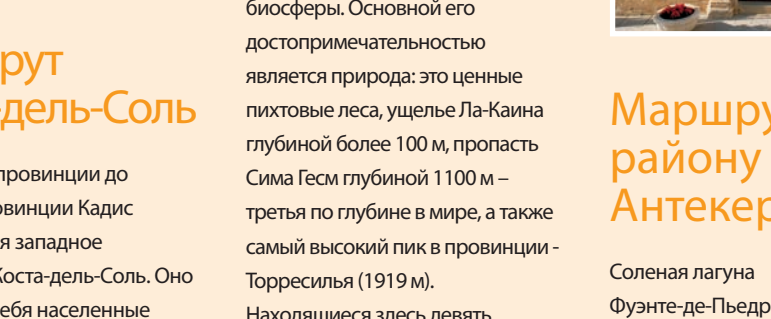 рут
-дель-Соль
провинции до
овинции Кадис
я западное
Коста-дель-Соль. Оно
ебя населенные
биосферы. Основной его
достопримечательностью
является природа: это ценные
пихтовые леса, ущелье Ла-Каина
глубиной более 100 м, пропасть
Сима Гесм глубиной 1100 м –
третья по глубине в мире, а также
самый высокий пик в провинции -
Торресилья (1919 м).
Находящиеся здесь девять
Маршру
району
Антекер
Соленая лагуна
Фуэнте-де-Пьедр